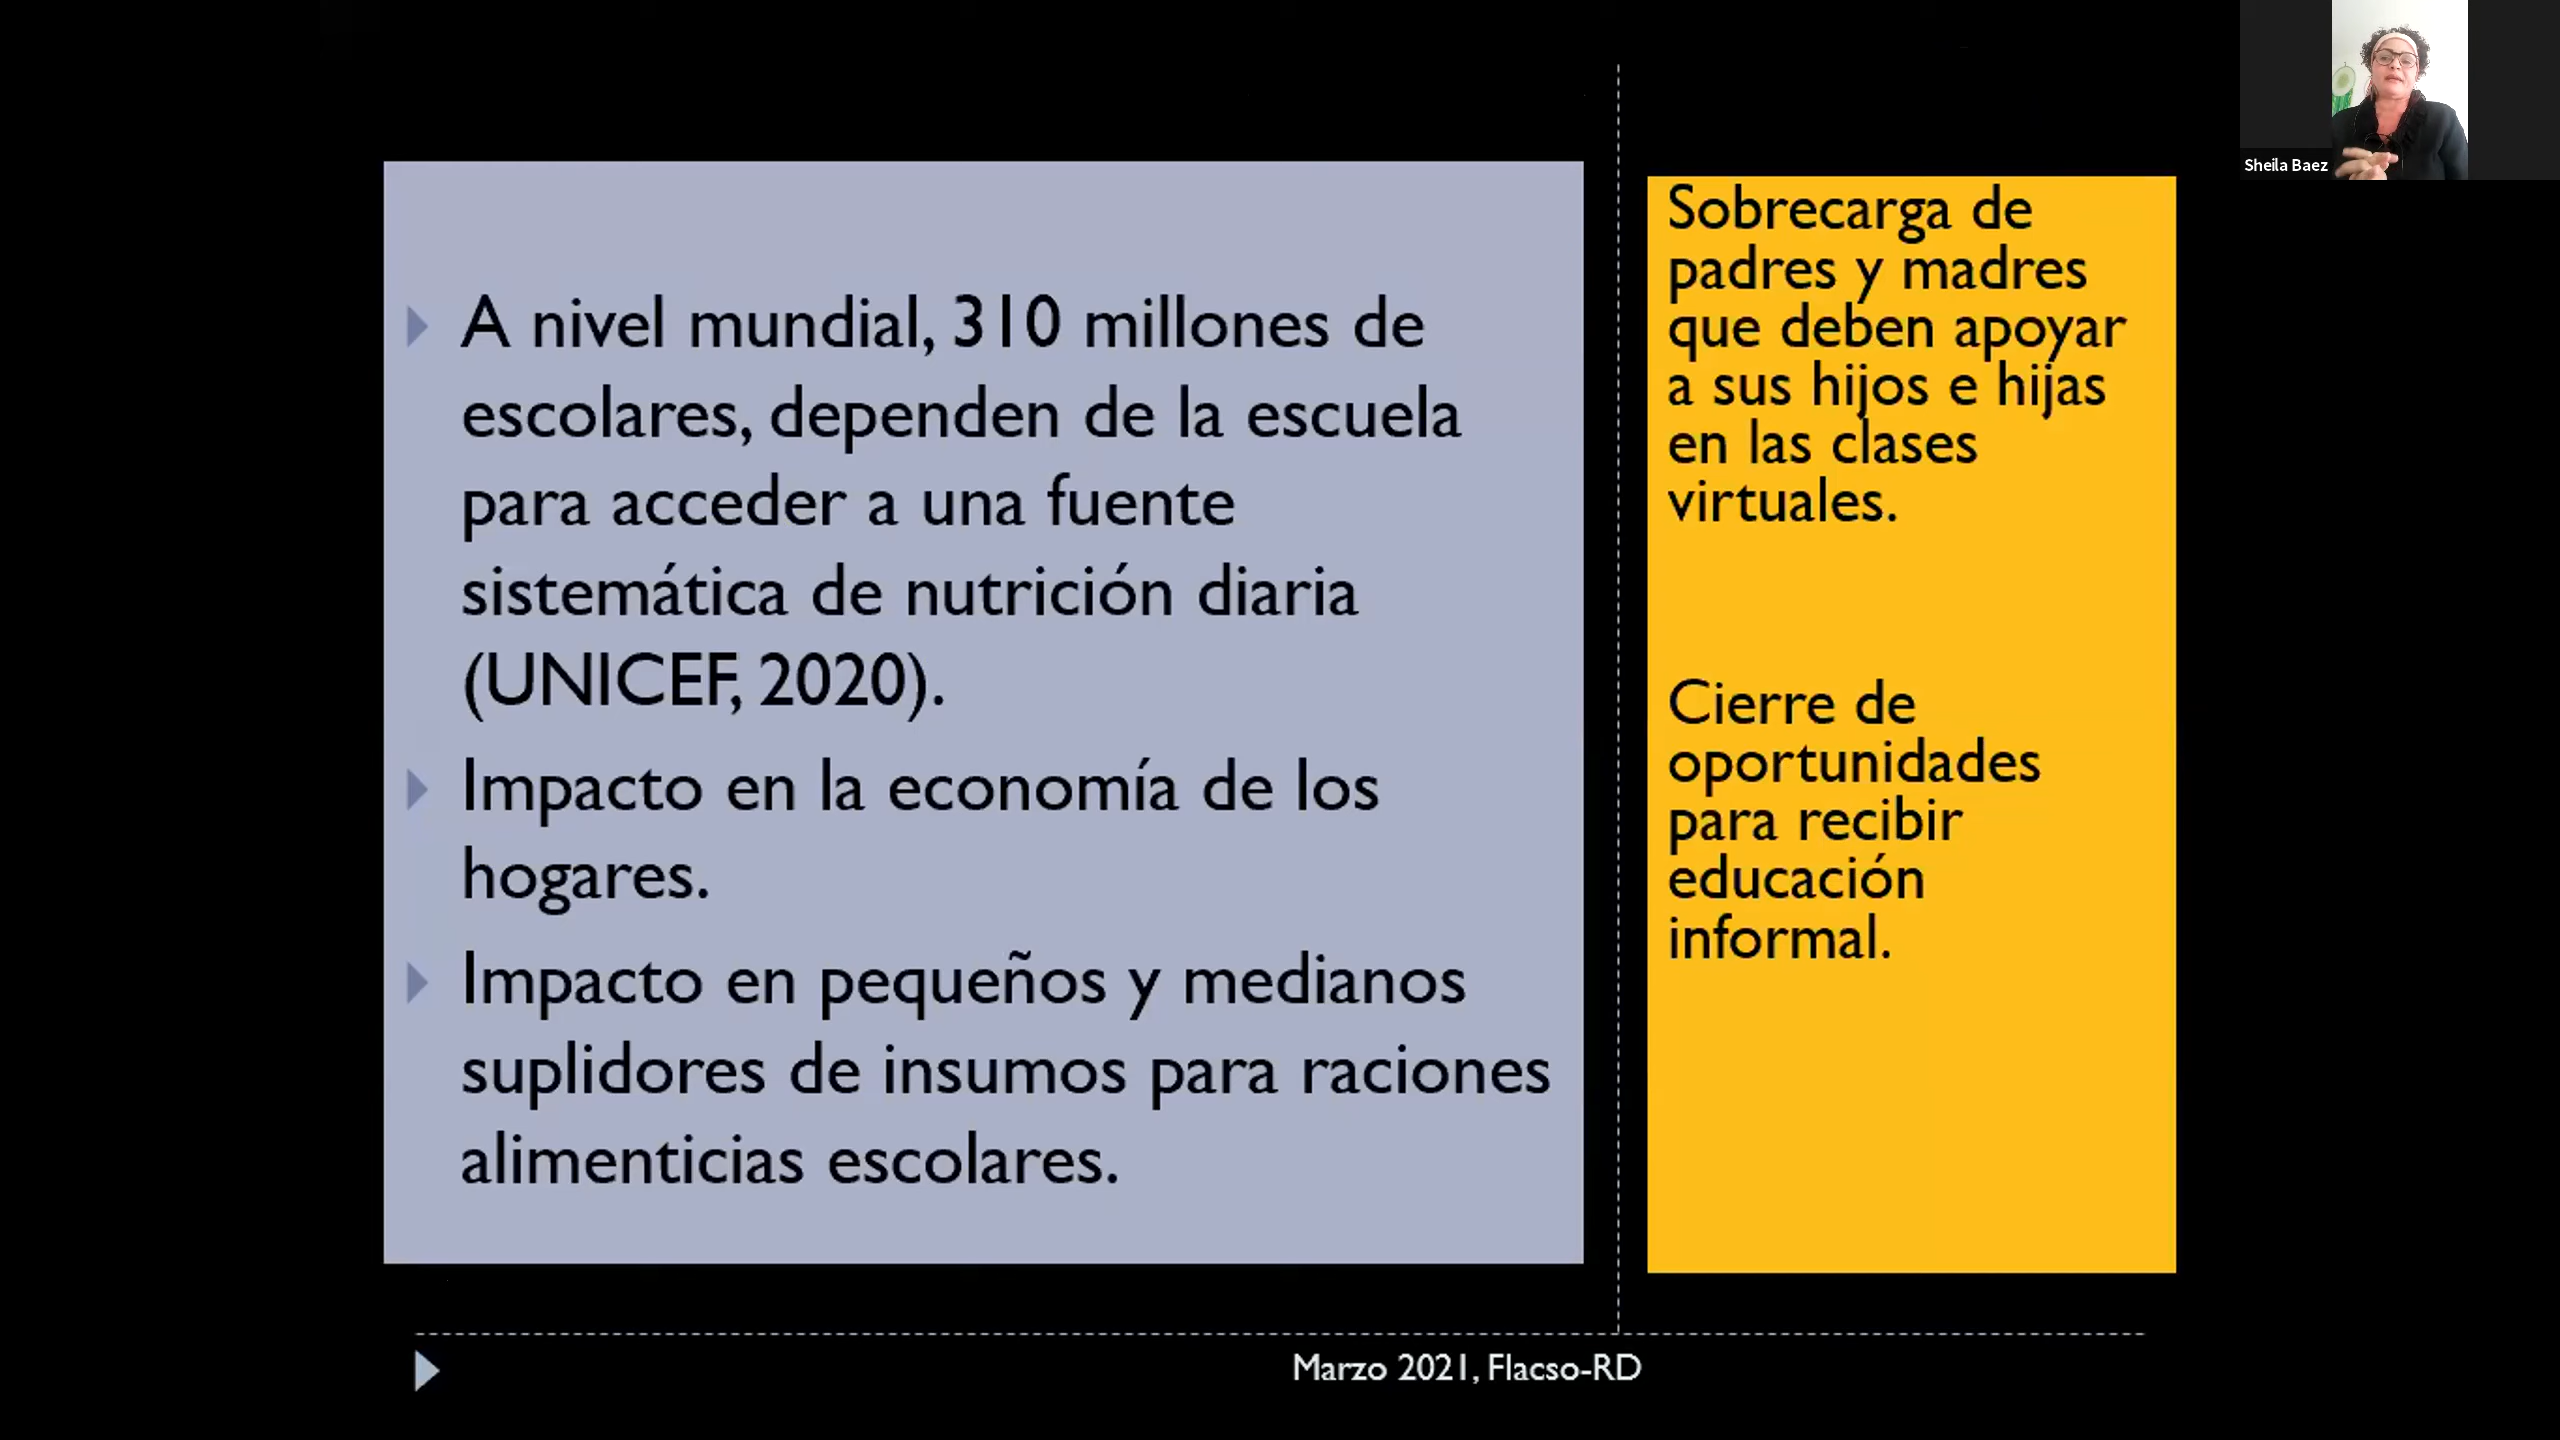 A nivel mundial, 310 millones de
escolares, dependen de la escuela
para acceder a una fuente
sistemática de nutrición diaria
(UNICEF, 2020).
Impacto en la economía de los
hogares.
Impacto en pequeños y medianos
suplidores de insumos para raciones
alimenticias escolares.
Sobrecarga de
padres y madres
que deben apoyar
a sus hijos e hijas
en las clases
virtuales.
Cierre de
oportunidades
para recibir
educación
informal.
Marzo 2021, Flacso-RD
Sheila Baez